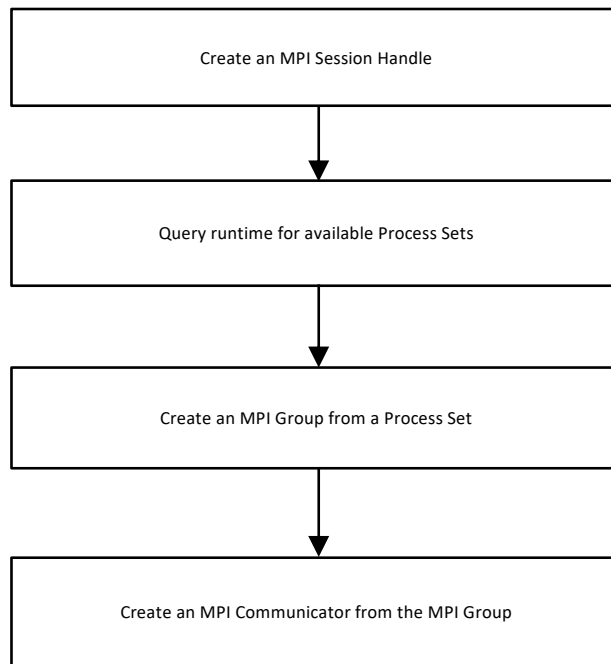 Create an MPI Session Handle
Query runtime for available Process Sets
Create an MPI Group from a Process Set
Create an MPI Communicator from the MPI Group